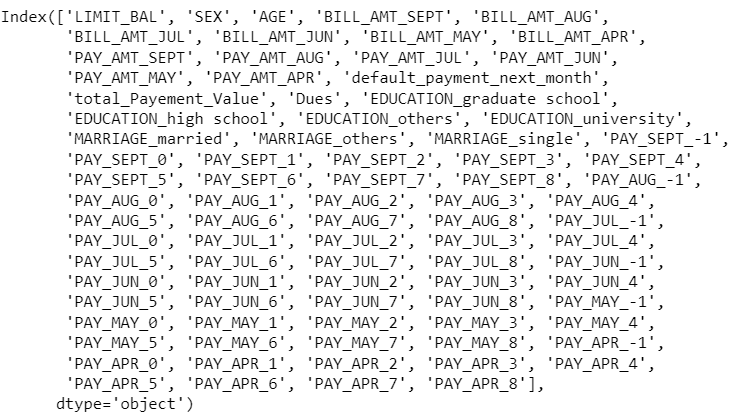 Index(['LIMIT_BAL', 'SEX', 'AGE', 'BILL_AMT_SEPT', 'BILL_AMT_AUG',
'BILL_AMT_JUL', 'BILL_AMT_JUN', 'BILL_AMT_MAY', 'BILL_AMT_APR',
'PAY_AMT_SEPT', 'PAY_AMT_AUG', 'PAY_AMT_JUL', 'PAY_AMT_JUN',
'PAY_AMT_MAY', 'PAY_AMT_APR', 'default_payment_next_month',
'total_Payement_Value', 'Dues', 'EDUCATION_graduate school',
'EDUCATION_high school', 'EDUCATION_others', 'EDUCATION_university',
'MARRIAGE_married', 'MARRIAGE_others', 'MARRIAGE_single', 'PAY_SEPT_-1',
'PAY_SEPT_0', 'PAY_SEPT_1', 'PAY_SEPT_2', 'PAY_SEPT_3', 'PAY_SEPT_4',
'PAY_SEPT_5', 'PAY_SEPT_6', 'PAY_SEPT_7', 'PAY_SEPT_8', 'PAY_AUG_-1',
'PAY_AUG_0', 'PAY_AUG_1', 'PAY_AUG_2', 'PAY_AUG_3', 'PAY_AUG_4',
'PAY_AUG_5', 'PAY_AUG_6', 'PAY_AUG_7', 'PAY_AUG_8', 'PAY_JUL_-1',
'PAY_JUL_0', 'PAY_JUL_1', 'PAY_JUL_2', 'PAY_JUL_3', 'PAY_JUL_4',
'PAY_JUL_5', 'PAY_JUL_6', 'PAY_JUL_7', 'PAY_JUL_8', 'PAY_JUN_-1',
'PAY_JUN_0', 'PAY_JUN_1', 'PAY_JUN_2', 'PAY_JUN_3', 'PAY_JUN_4',
'PAY_JUN_5', 'PAY_JUN_6', 'PAY_JUN_7', 'PAY_JUN_8', 'PAY_MAY_-1',
'PAY_MAY_0', 'PAY_MAY_1', 'PAY_MAY_2', 'PAY_MAY_3', 'PAY_MAY_4',
'PAY_MAY_5', 'PAY_MAY_6', 'PAY_MAY_7', 'PAY_MAY_8', 'PAY_APR_-1',
'PAY_APR_0', 'PAY_APR_1', 'PAY_APR_2', 'PAY_APR_3', 'PAY_APR_4',
'PAY_APR_5', 'PAY_APR_6', 'PAY_APR_7', 'PAY_APR_8'],
dtype='object')